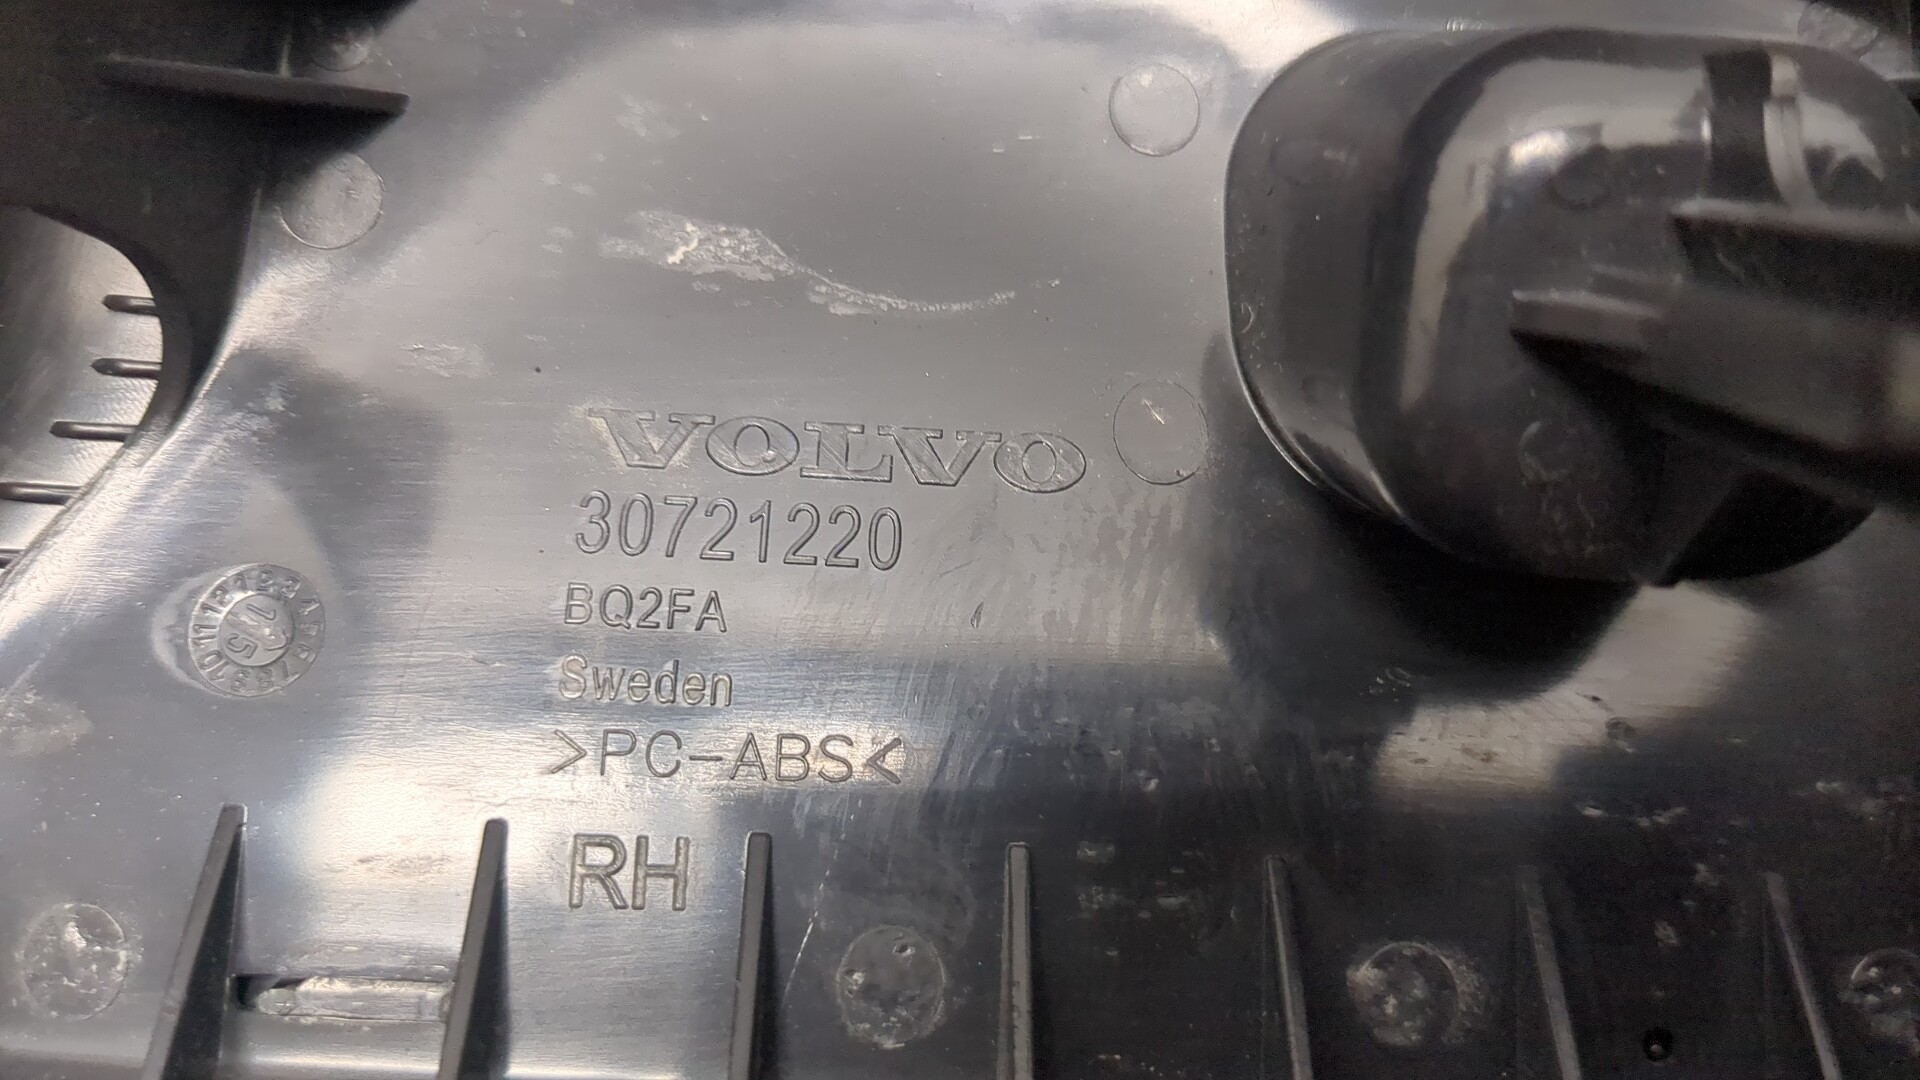 VOLVO
30721220
BQ2FA
Sweden
>PC-ABS<
RH